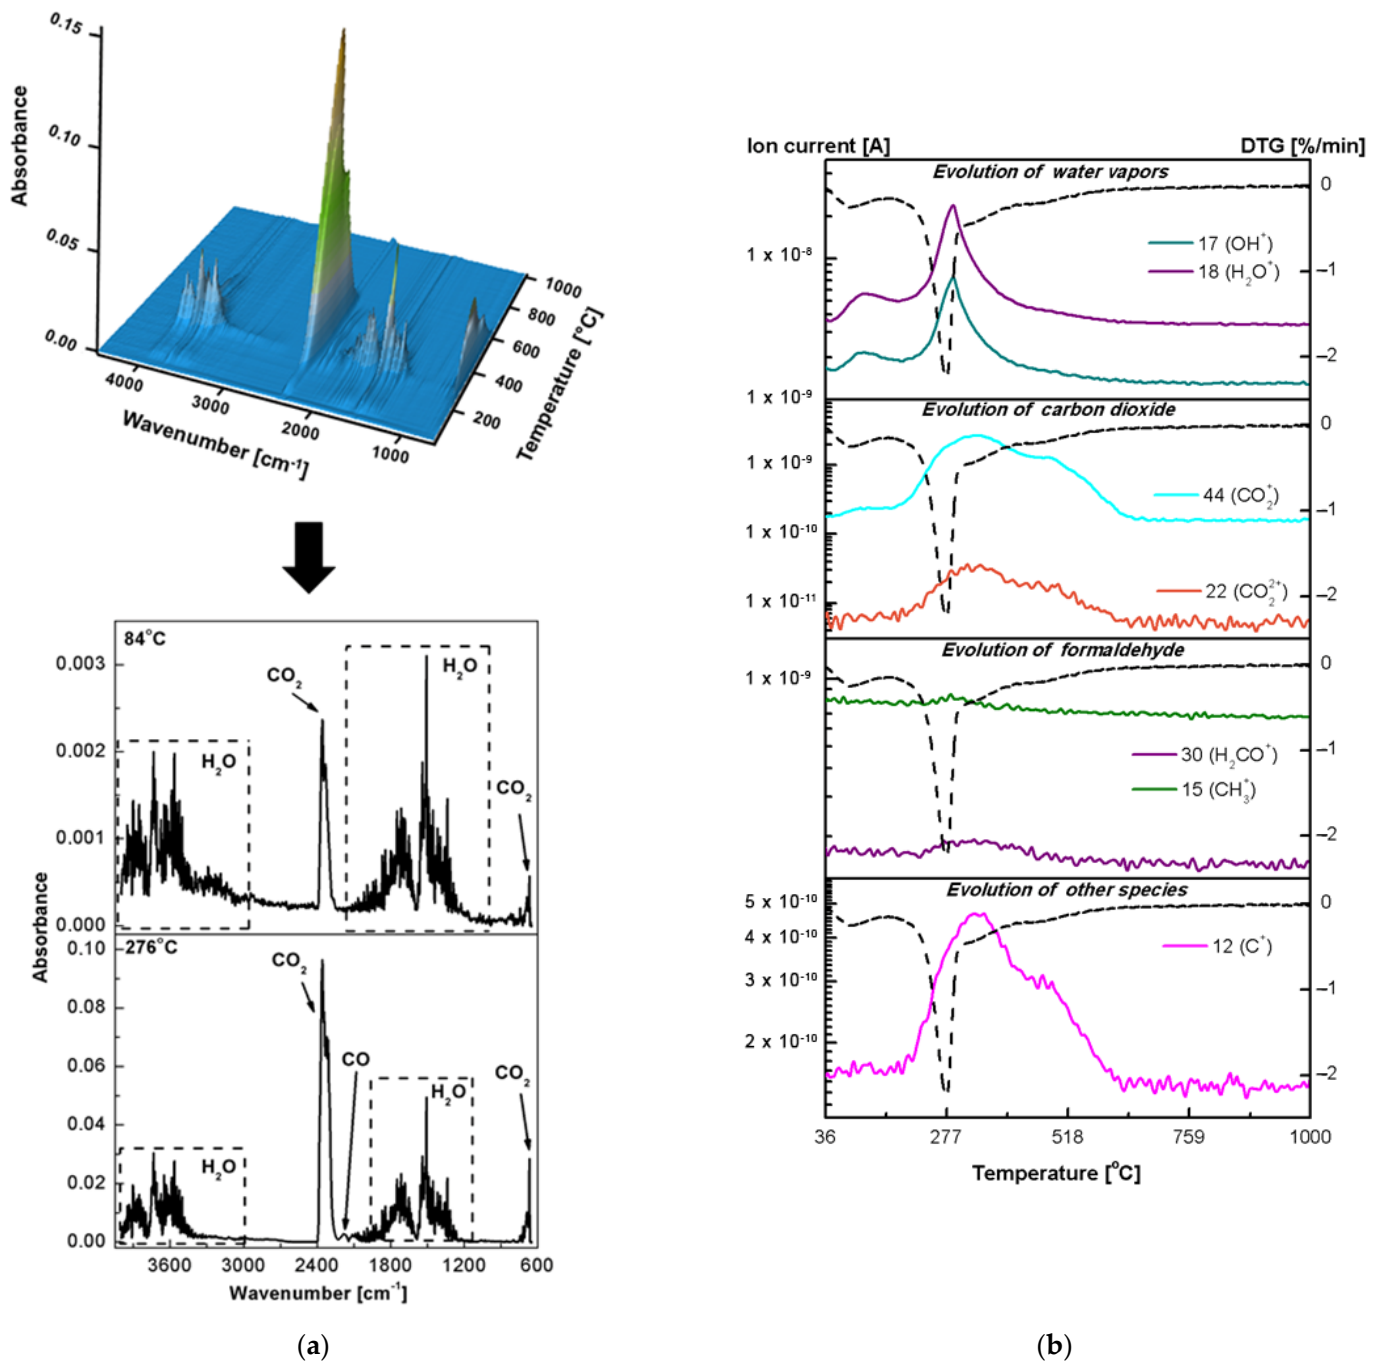 0.15
0.10
0.05
0.00
Absorbance
4000
3000
2000
1000
Wavenumber [cm-1]
200
400
600
800
1000
Temperature [°C]
84°C
0.003
0.002
0.001
0.000
H2O
CO2
H2O
CO2
276°C
0.10
0.08
0.06
0.04
0.02
0.00
CO2
CO
H2O
H2O
CO2
Absorbance
3600 3000 2400 1800 1200 600
Wavenumber [cm-1]
(a)
Ion current [A] DTG [%/min]
Evolution of water vapors
1 x 10-8
1 x 10-9
17 (OH+)
18 (H2O+)
0
−1
−2
Evolution of carbon dioxide
1 x 10-9
1 x 10-10
1 x 10-11
44 (CO2+)
22 (CO22+)
0
−1
−2
Evolution of formaldehyde
1 x 10-9
30 (H2CO+)
15 (CH3+)
0
−1
−2
Evolution of other species
5 x 10-10
4 x 10-10
3 x 10-10
2 x 10-10
12 (C+)
0
−1
−2
36 277 518 759 1000
Temperature [oC]
(b)